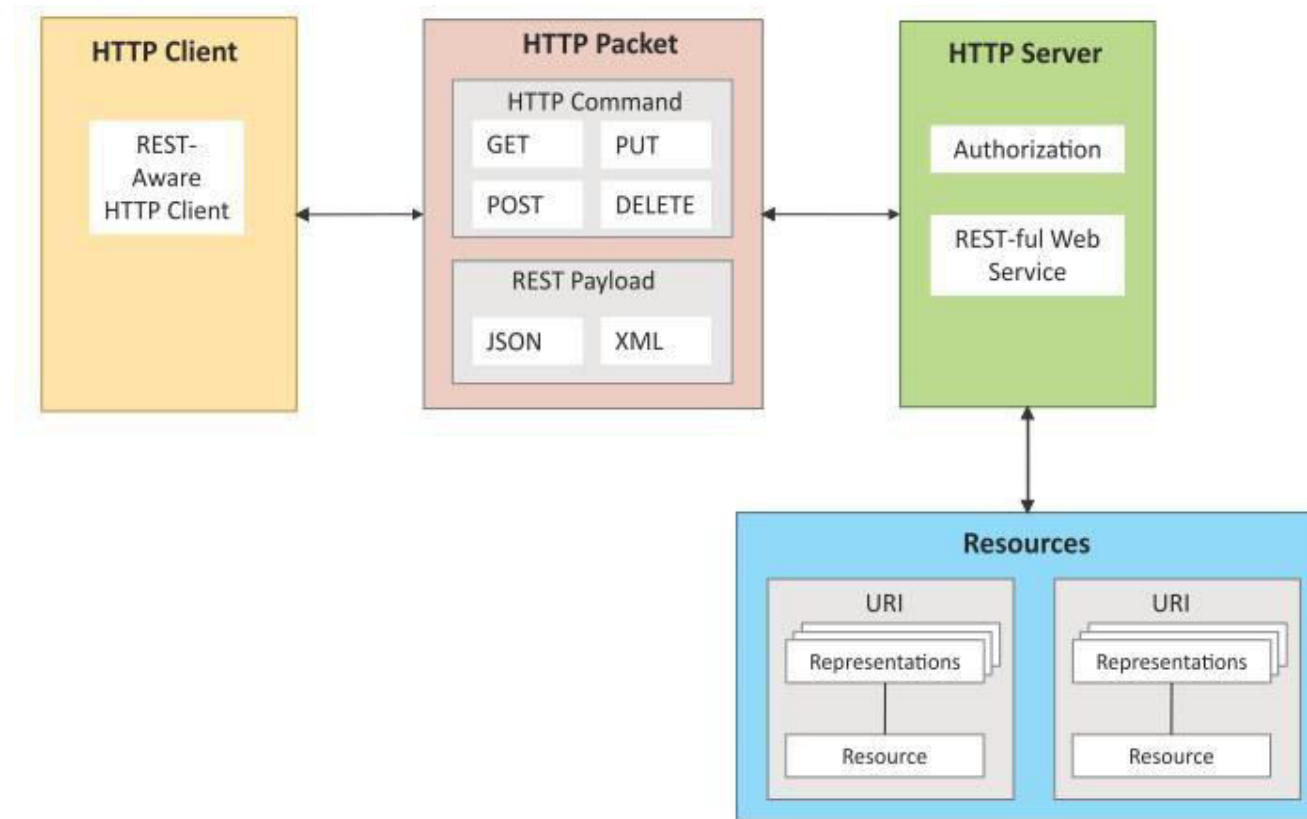 HTTP Client
REST-
Aware
HTTP Client
HTTP Packet
HTTP Command
GET
PUT
POST
DELETE
REST Payload
JSON
XML
HTTP Server
Authorization
REST-ful Web
Service
Resources
URI
Representations
Resource
URI
Representations
Resource